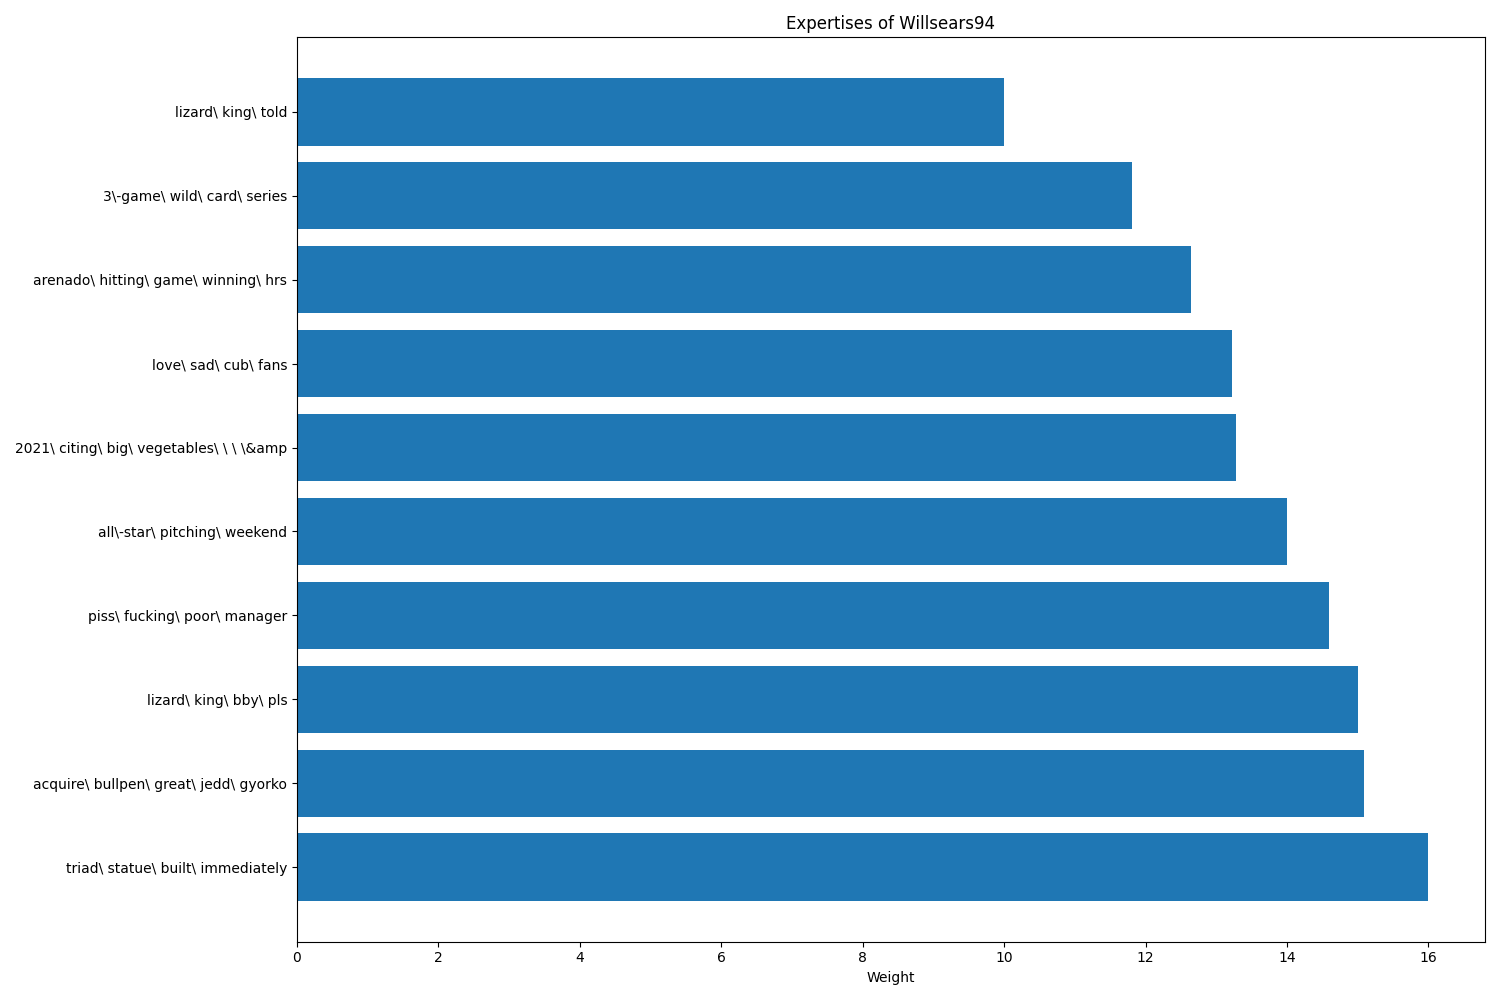 Expertises of Willsears94
lizard\ king\ told
3\-game\ wild\ card\ series
arenado\ hitting\ game\ winning\ hrs
love\ sad\ cub\ fans
2021\ citing\ big\ vegetables\ \ \ \&amp
all\-star\ pitching\ weekend
piss\ fucking\ poor\ manager
lizard\ king\ bby\ pls
acquire\ bullpen\ great\ jedd\ gyorko
triad\ statue\ built\ immediately
0 2 4 6 8 10 12 14 16
Weight